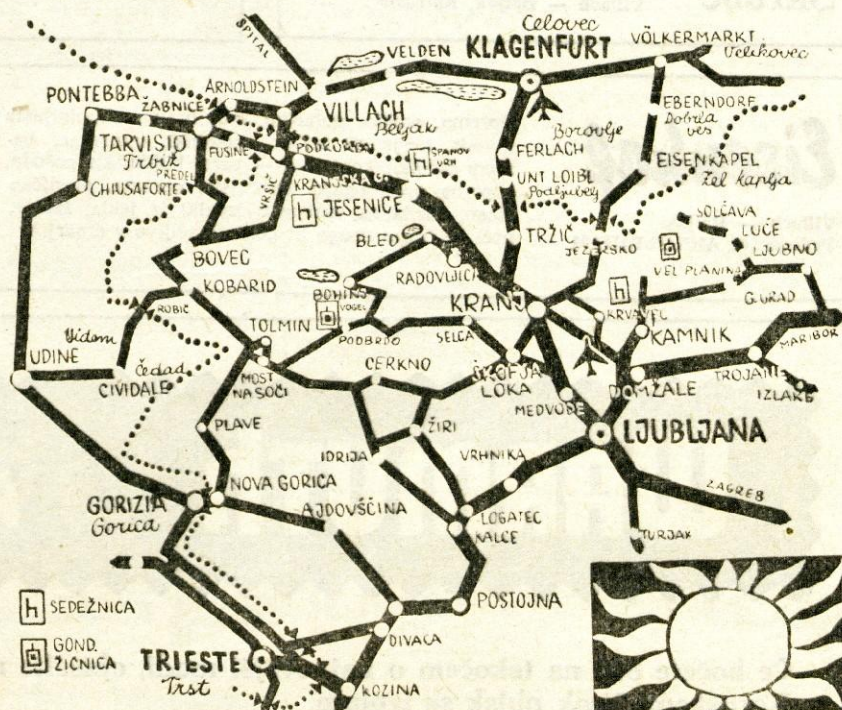 Celovec
KLAGENFURT
SPITAL
VELDEN
VÖLKERMARKT
Velikovec
PONTEBBA
ŽABNICE
ARNOLDSTEIN
VILLACH
Beljak
EBERNDORF
Dobrla
ves
TARVISIO
Trbiž
FUSINE
PREDEL
PODKOREN
Borovlje
FERLACH
h
ŠPANOV
VRH
EISENKAPEL
Žel kaplja
CHIUSAFORTE
VRŠIČ
KRANJSKA G.
UNT LOIBL
Podljubelj
h
JESENICE
SOLČAVA
LUČE
LJUBNO
BLED
TRŽIČ
JEZERSKO
BOVEC
RADOVLJICA
VEL PLANINA
KOBARID
BOHINJ
VOGEL
KRANJ
h
KRVAVEC
G.GRAD
ROBIČ
Videm
TOLMIN
PODBRDO
SELCA
KAMNIK
MARIBOR
UDINE
Čedad
CIVIDALE
MOST
NA SOČI
CERKNO
ŠKOFJA
LOKA
DOMŽALE
TROJANE
IZLAKE
MEDVODE
PLAVE
ŽIRI
LJUBLJANA
IDRIJA
VRHNIKA
GORIZIA
Gorica
NOVA GORICA
ZAGREB
AJDOVŠČINA
LOGATEC
KALCE
TURJAK
h SEDEŽNICA
POSTOJNA
GOND.
ŽIČNICA
DIVAČA
TRIESTE
Trst
KOZINA